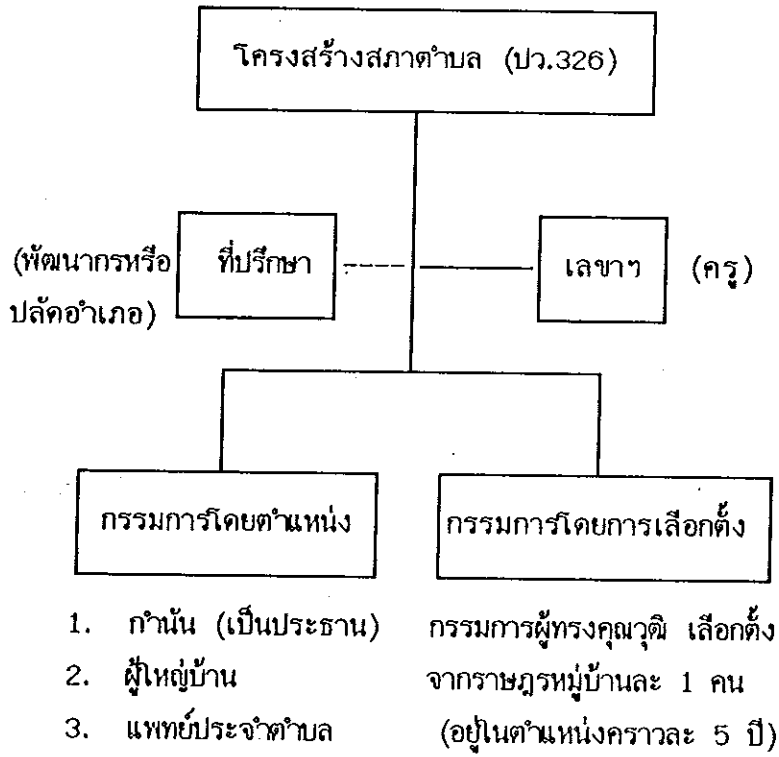 โครงสร้างสภาตำบล (ปว.326)
(พัฒนากรหรือ
ปลัดอำเภอ)
ที่ปรึกษา
เลขาฯ
(ครู)
กรรมการโดยตำแหน่ง
กรรมการโดยการเลือกตั้ง
1. กำนัน (เป็นประธาน)
2. ผู้ใหญ่บ้าน
3. แพทย์ประจำตำบล
กรรมการผู้ทรงคุณวุฒิ เลือกตั้ง
จากราษฎรหมู่บ้านละ 1 คน
(อยู่ในตำแหน่งคราวละ 5 ปี)